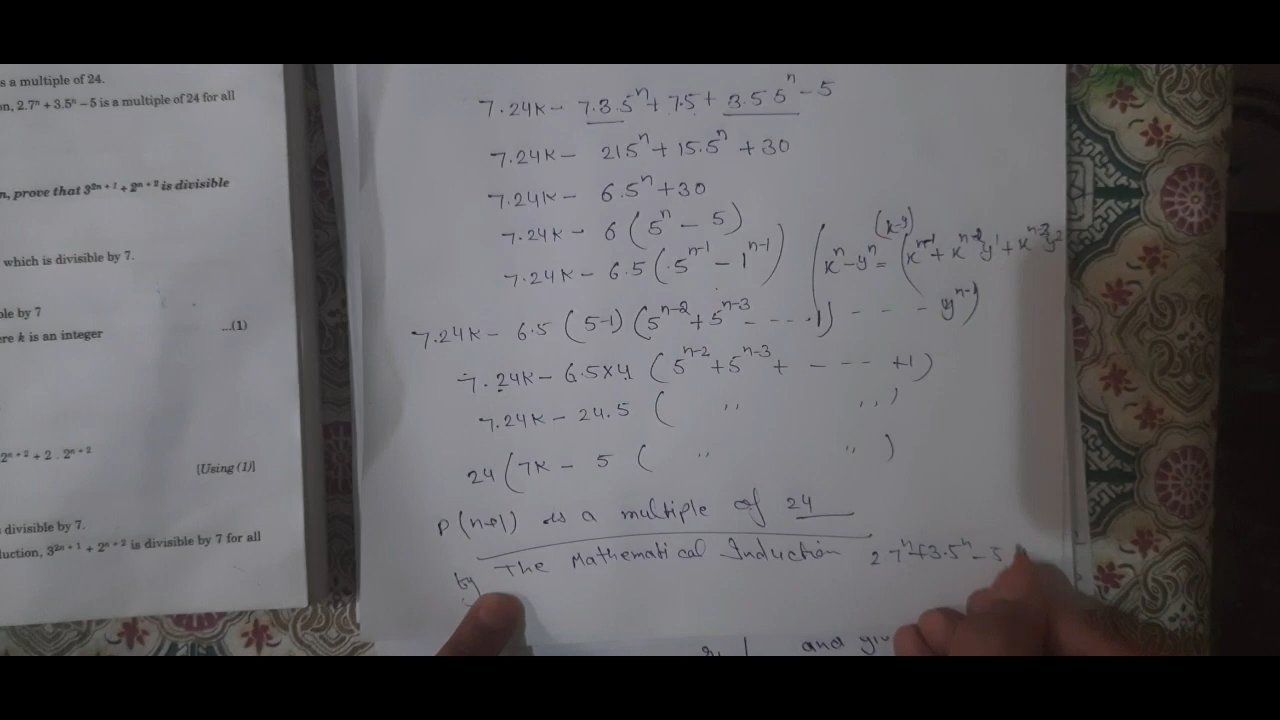 s a multiple of 24.
on, 2.7ⁿ + 3.5ⁿ – 5 is a multiple of 24 for all
n, prove that 3²ⁿ ⁺ ¹ + 2ⁿ ⁺ ² is divisible
which is divisible by 7.
ble by 7
ere k is an integer ...(1)
2ⁿ ⁺ ² + 2 . 2ⁿ ⁺ ²
[Using (1)]
divisible by 7.
luction, 3²ⁿ ⁺ ¹ + 2ⁿ ⁺ ² is divisible by 7 for all
7.24K – 7.3.5ⁿ + 7.5 + 3.5 5ⁿ – 5
7.24K – 21 5ⁿ + 15.5ⁿ + 30
7.24K – 6.5ⁿ + 30
7.24K – 6 (5ⁿ – 5)
7.24K – 6.5 (.5ⁿ⁻¹ – 1ⁿ⁻¹)
(x-y)
(xⁿ – yⁿ = (xⁿ⁻¹ + xⁿ⁻²y¹ + xⁿ⁻³y²
- - - yⁿ⁻¹)
7.24K – 6.5 (5-1) (5ⁿ⁻² + 5ⁿ⁻³ - - - - . . . 1)
7.24K – 6.5x4 (5ⁿ⁻² + 5ⁿ⁻³ + - - - - +1)
7.24K – 24.5 ( ,, ,, )
24 (7K – 5 ( ,, ,, )
P(n+1) is a multiple of 24
by The Mathematical Induction 2 7ⁿ + 3.5ⁿ – 5
and